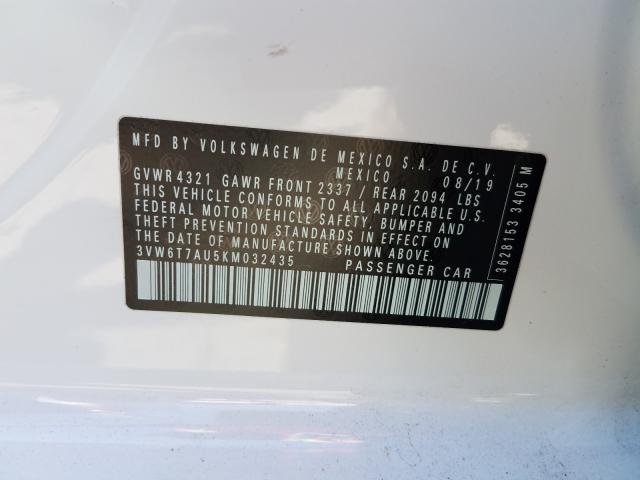 MFD BY VOLKSWAGEN DE MEXICO S.A. DE C.V.
MEXICO 08/19
GVWR 4321 GAWR FRONT 2337 / REAR 2094 LBS
THIS VEHICLE CONFORMS TO ALL APPLICABLE U.S.
FEDERAL MOTOR VEHICLE SAFETY, BUMPER AND
THEFT PREVENTION STANDARDS IN EFFECT ON
THE DATE OF MANUFACTURE SHOWN ABOVE.
3VW6T7AU5KM032435 PASSENGER CAR
3628153 3405 M